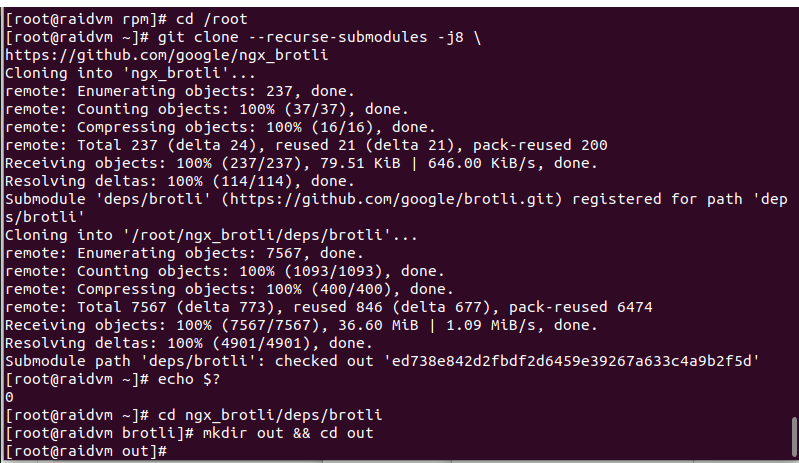 [root@raidvm rpm]# cd /root
[root@raidvm ~]# git clone --recurse-submodules -j8 \
https://github.com/google/ngx_brotli
Cloning into 'ngx_brotli'...
remote: Enumerating objects: 237, done.
remote: Counting objects: 100% (37/37), done.
remote: Compressing objects: 100% (16/16), done.
remote: Total 237 (delta 24), reused 21 (delta 21), pack-reused 200
Receiving objects: 100% (237/237), 79.51 KiB | 646.00 KiB/s, done.
Resolving deltas: 100% (114/114), done.
Submodule 'deps/brotli' (https://github.com/google/brotli.git) registered for path 'dep
s/brotli'
Cloning into '/root/ngx_brotli/deps/brotli'...
remote: Enumerating objects: 7567, done.
remote: Counting objects: 100% (1093/1093), done.
remote: Compressing objects: 100% (400/400), done.
remote: Total 7567 (delta 773), reused 846 (delta 677), pack-reused 6474
Receiving objects: 100% (7567/7567), 36.60 MiB | 1.09 MiB/s, done.
Resolving deltas: 100% (4901/4901), done.
Submodule path 'deps/brotli': checked out 'ed738e842d2fbdf2d6459e39267a633c4a9b2f5d'
[root@raidvm ~]# echo $?
0
[root@raidvm ~]# cd ngx_brotli/deps/brotli
[root@raidvm brotli]# mkdir out && cd out
[root@raidvm out]#